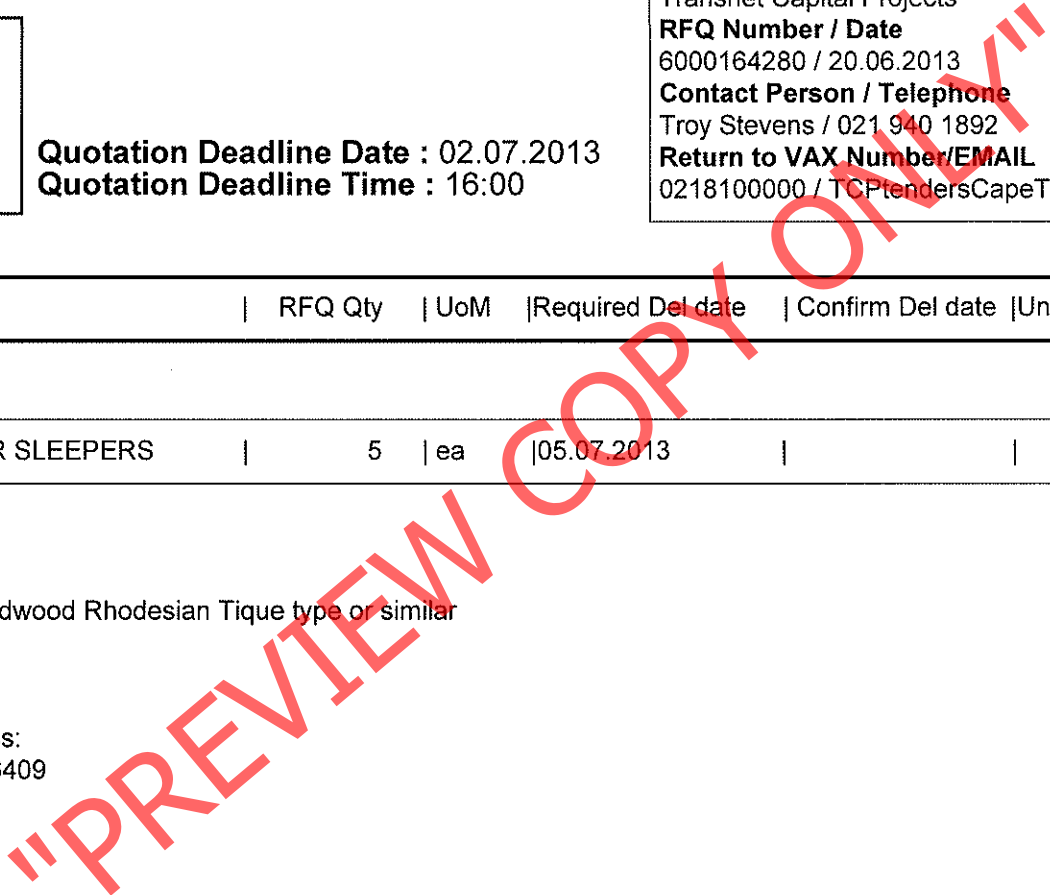 Transnet Capital Projects
RFQ Number / Date
6000164280 / 20.06.2013
Contact Person / Telephone
Troy Stevens / 021 940 1892
Return to VAX Number/EMAIL
0218100000 / TCPtendersCapeT
Quotation Deadline Date : 02.07.2013
Quotation Deadline Time : 16:00
| RFQ Qty | UoM |Required Del date | Confirm Del date |Un
R SLEEPERS | 5 | ea |05.07.2013 | |
dwood Rhodesian Tique type or similar
s:
6409
"PREVIEW COPY ONLY"